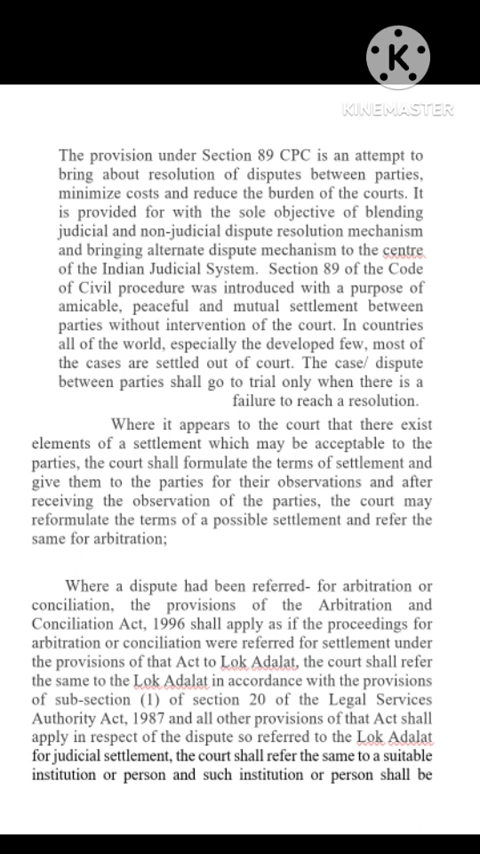 K
KINEMASTER
The provision under Section 89 CPC is an attempt to
bring about resolution of disputes between parties,
minimize costs and reduce the burden of the courts. It
is provided for with the sole objective of blending
judicial and non-judicial dispute resolution mechanism
and bringing alternate dispute mechanism to the centre
of the Indian Judicial System. Section 89 of the Code
of Civil procedure was introduced with a purpose of
amicable, peaceful and mutual settlement between
parties without intervention of the court. In countries
all of the world, especially the developed few, most of
the cases are settled out of court. The case/ dispute
between parties shall go to trial only when there is a
failure to reach a resolution.
Where it appears to the court that there exist
elements of a settlement which may be acceptable to the
parties, the court shall formulate the terms of settlement and
give them to the parties for their observations and after
receiving the observation of the parties, the court may
reformulate the terms of a possible settlement and refer the
same for arbitration;
Where a dispute had been referred- for arbitration or
conciliation, the provisions of the Arbitration and
Conciliation Act, 1996 shall apply as if the proceedings for
arbitration or conciliation were referred for settlement under
the provisions of that Act to Lok Adalat, the court shall refer
the same to the Lok Adalat in accordance with the provisions
of sub-section (1) of section 20 of the Legal Services
Authority Act, 1987 and all other provisions of that Act shall
apply in respect of the dispute so referred to the Lok Adalat
for judicial settlement, the court shall refer the same to a suitable
institution or person and such institution or person shall be